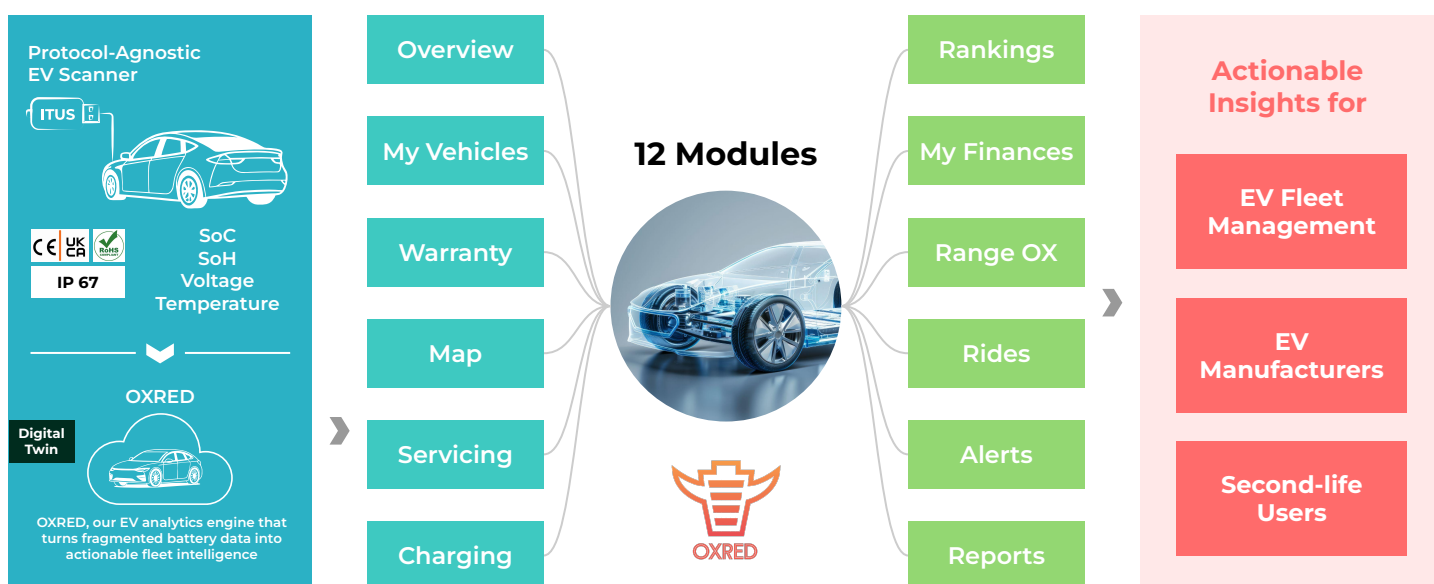 Protocol-Agnostic
EV Scanner
ITUS
CE
UK
CA
RoHS
COMPLIANT
IP 67
SoC
SoH
Voltage
Temperature
OXRED
Digital
Twin
OXRED, our EV analytics engine that
turns fragmented battery data into
actionable fleet intelligence
Overview
My Vehicles
Warranty
Map
Servicing
Charging
12 Modules
OXRED
Rankings
My Finances
Range OX
Rides
Alerts
Reports
Actionable
Insights for
EV Fleet
Management
EV
Manufacturers
Second-life
Users